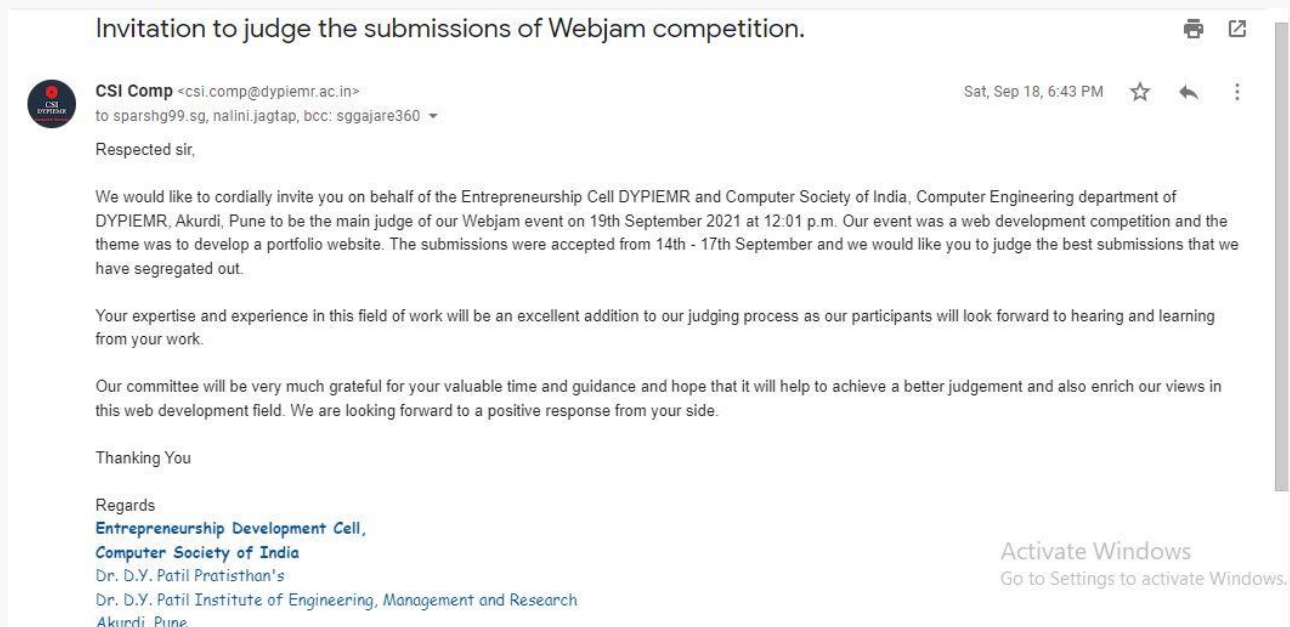 Invitation to judge the submissions of Webjam competition.
CSI Comp <csi.comp@dypiemr.ac.in>
Sat, Sep 18, 6:43 PM
to sparshg99.sg, nalini.jagtap, bcc: sggajare360
CSI
DYPIEMR
Respected sir,
We would like to cordially invite you on behalf of the Entrepreneurship Cell DYPIEMR and Computer Society of India, Computer Engineering department of
DYPIEMR, Akurdi, Pune to be the main judge of our Webjam event on 19th September 2021 at 12:01 p.m. Our event was a web development competition and the
theme was to develop a portfolio website. The submissions were accepted from 14th - 17th September and we would like you to judge the best submissions that we
have segregated out.
Your expertise and experience in this field of work will be an excellent addition to our judging process as our participants will look forward to hearing and learning
from your work.
Our committee will be very much grateful for your valuable time and guidance and hope that it will help to achieve a better judgement and also enrich our views in
this web development field. We are looking forward to a positive response from your side.
Thanking You
Regards
Entrepreneurship Development Cell,
Computer Society of India
Dr. D.Y. Patil Pratisthan's
Dr. D.Y. Patil Institute of Engineering, Management and Research
Akurdi, Pune
Activate Windows
Go to Settings to activate Windows.